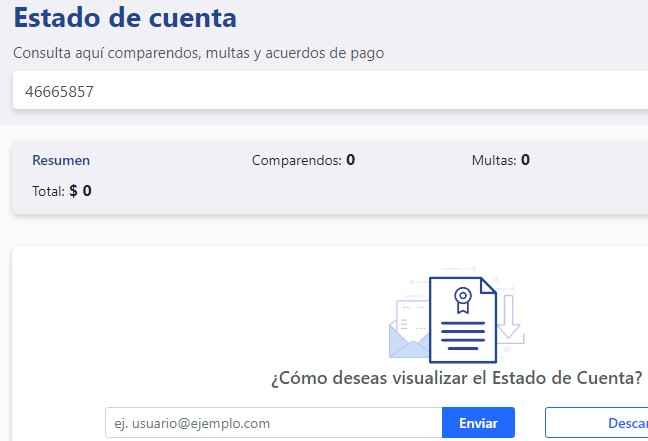 Estado de cuenta
Consulta aquí comparendos, multas y acuerdos de pago
46665857
Resumen Comparendos: 0 Multas: 0
Total: $ 0
¿Cómo deseas visualizar el Estado de Cuenta?
ej. usuario@ejemplo.com Enviar Descar